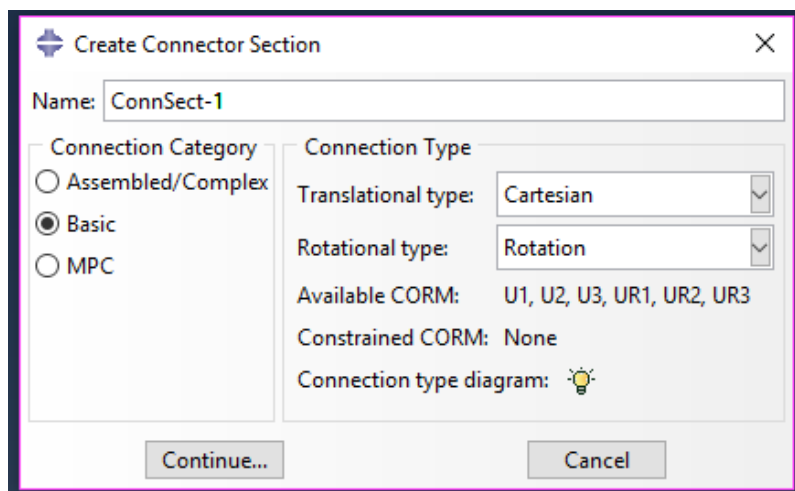 Create Connector Section
Name: ConnSect-1
Connection Category
Assembled/Complex
Basic
MPC
Connection Type
Translational type: Cartesian
Rotational type: Rotation
Available CORM: U1, U2, U3, UR1, UR2, UR3
Constrained CORM: None
Connection type diagram:
Continue... Cancel